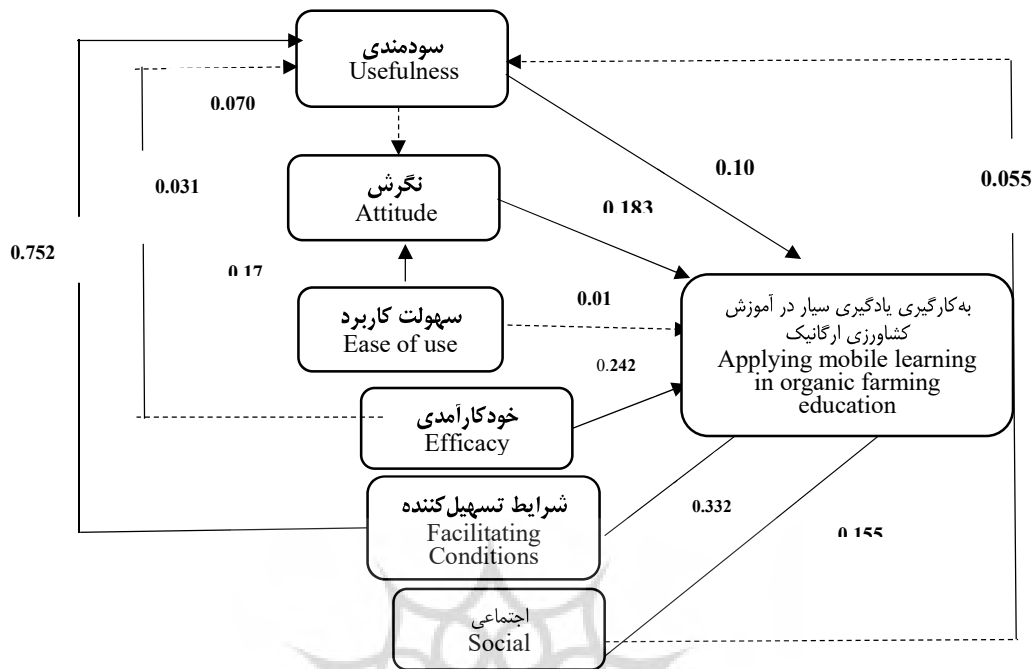 سودمندی
Usefulness
0.070
نگرش
Attitude
0.10
0.055
0.031
0.183
0.752
0.17
سهولت کاربرد
Ease of use
0.01
به‌کارگیری یادگیری سیار در آموزش
کشاورزی ارگانیک
Applying mobile learning
in organic farming
education
0.242
خودکارآمدی
Efficacy
شرایط تسهیل‌کننده
Facilitating
Conditions
0.332
0.155
اجتماعی
Social